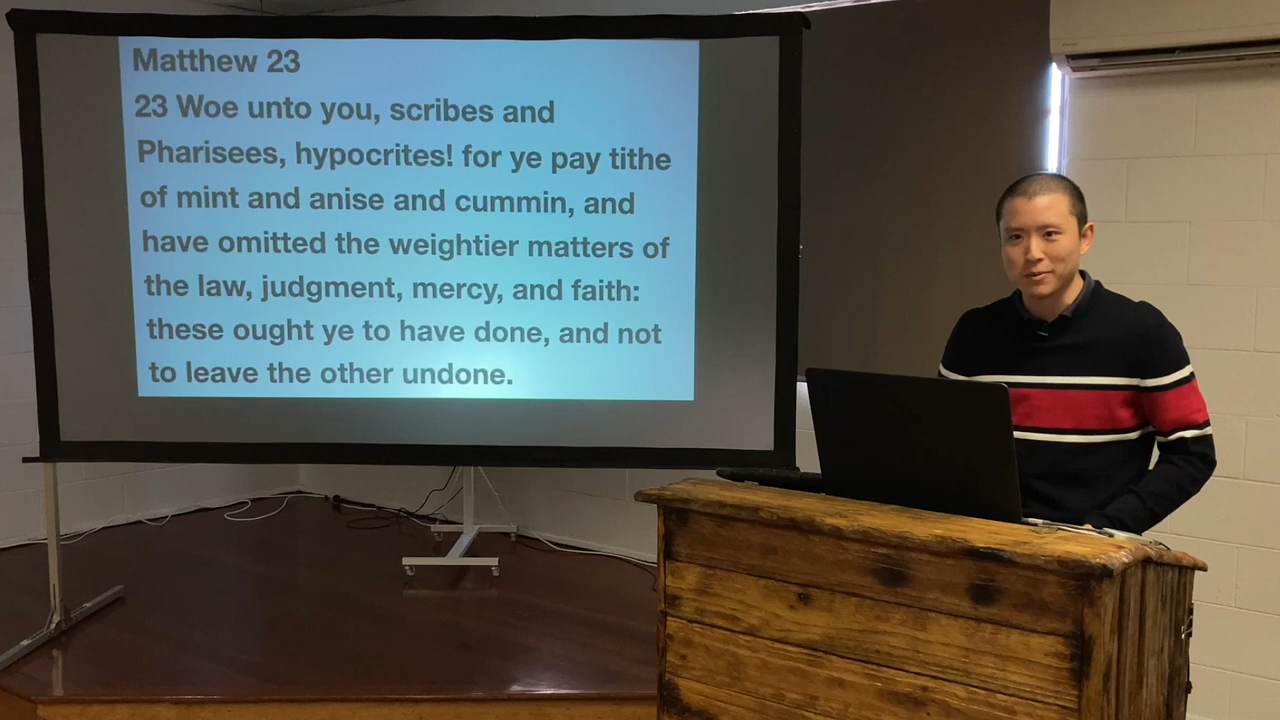 Matthew 23
23 Woe unto you, scribes and
Pharisees, hypocrites! for ye pay tithe
of mint and anise and cummin, and
have omitted the weightier matters of
the law, judgment, mercy, and faith:
these ought ye to have done, and not
to leave the other undone.